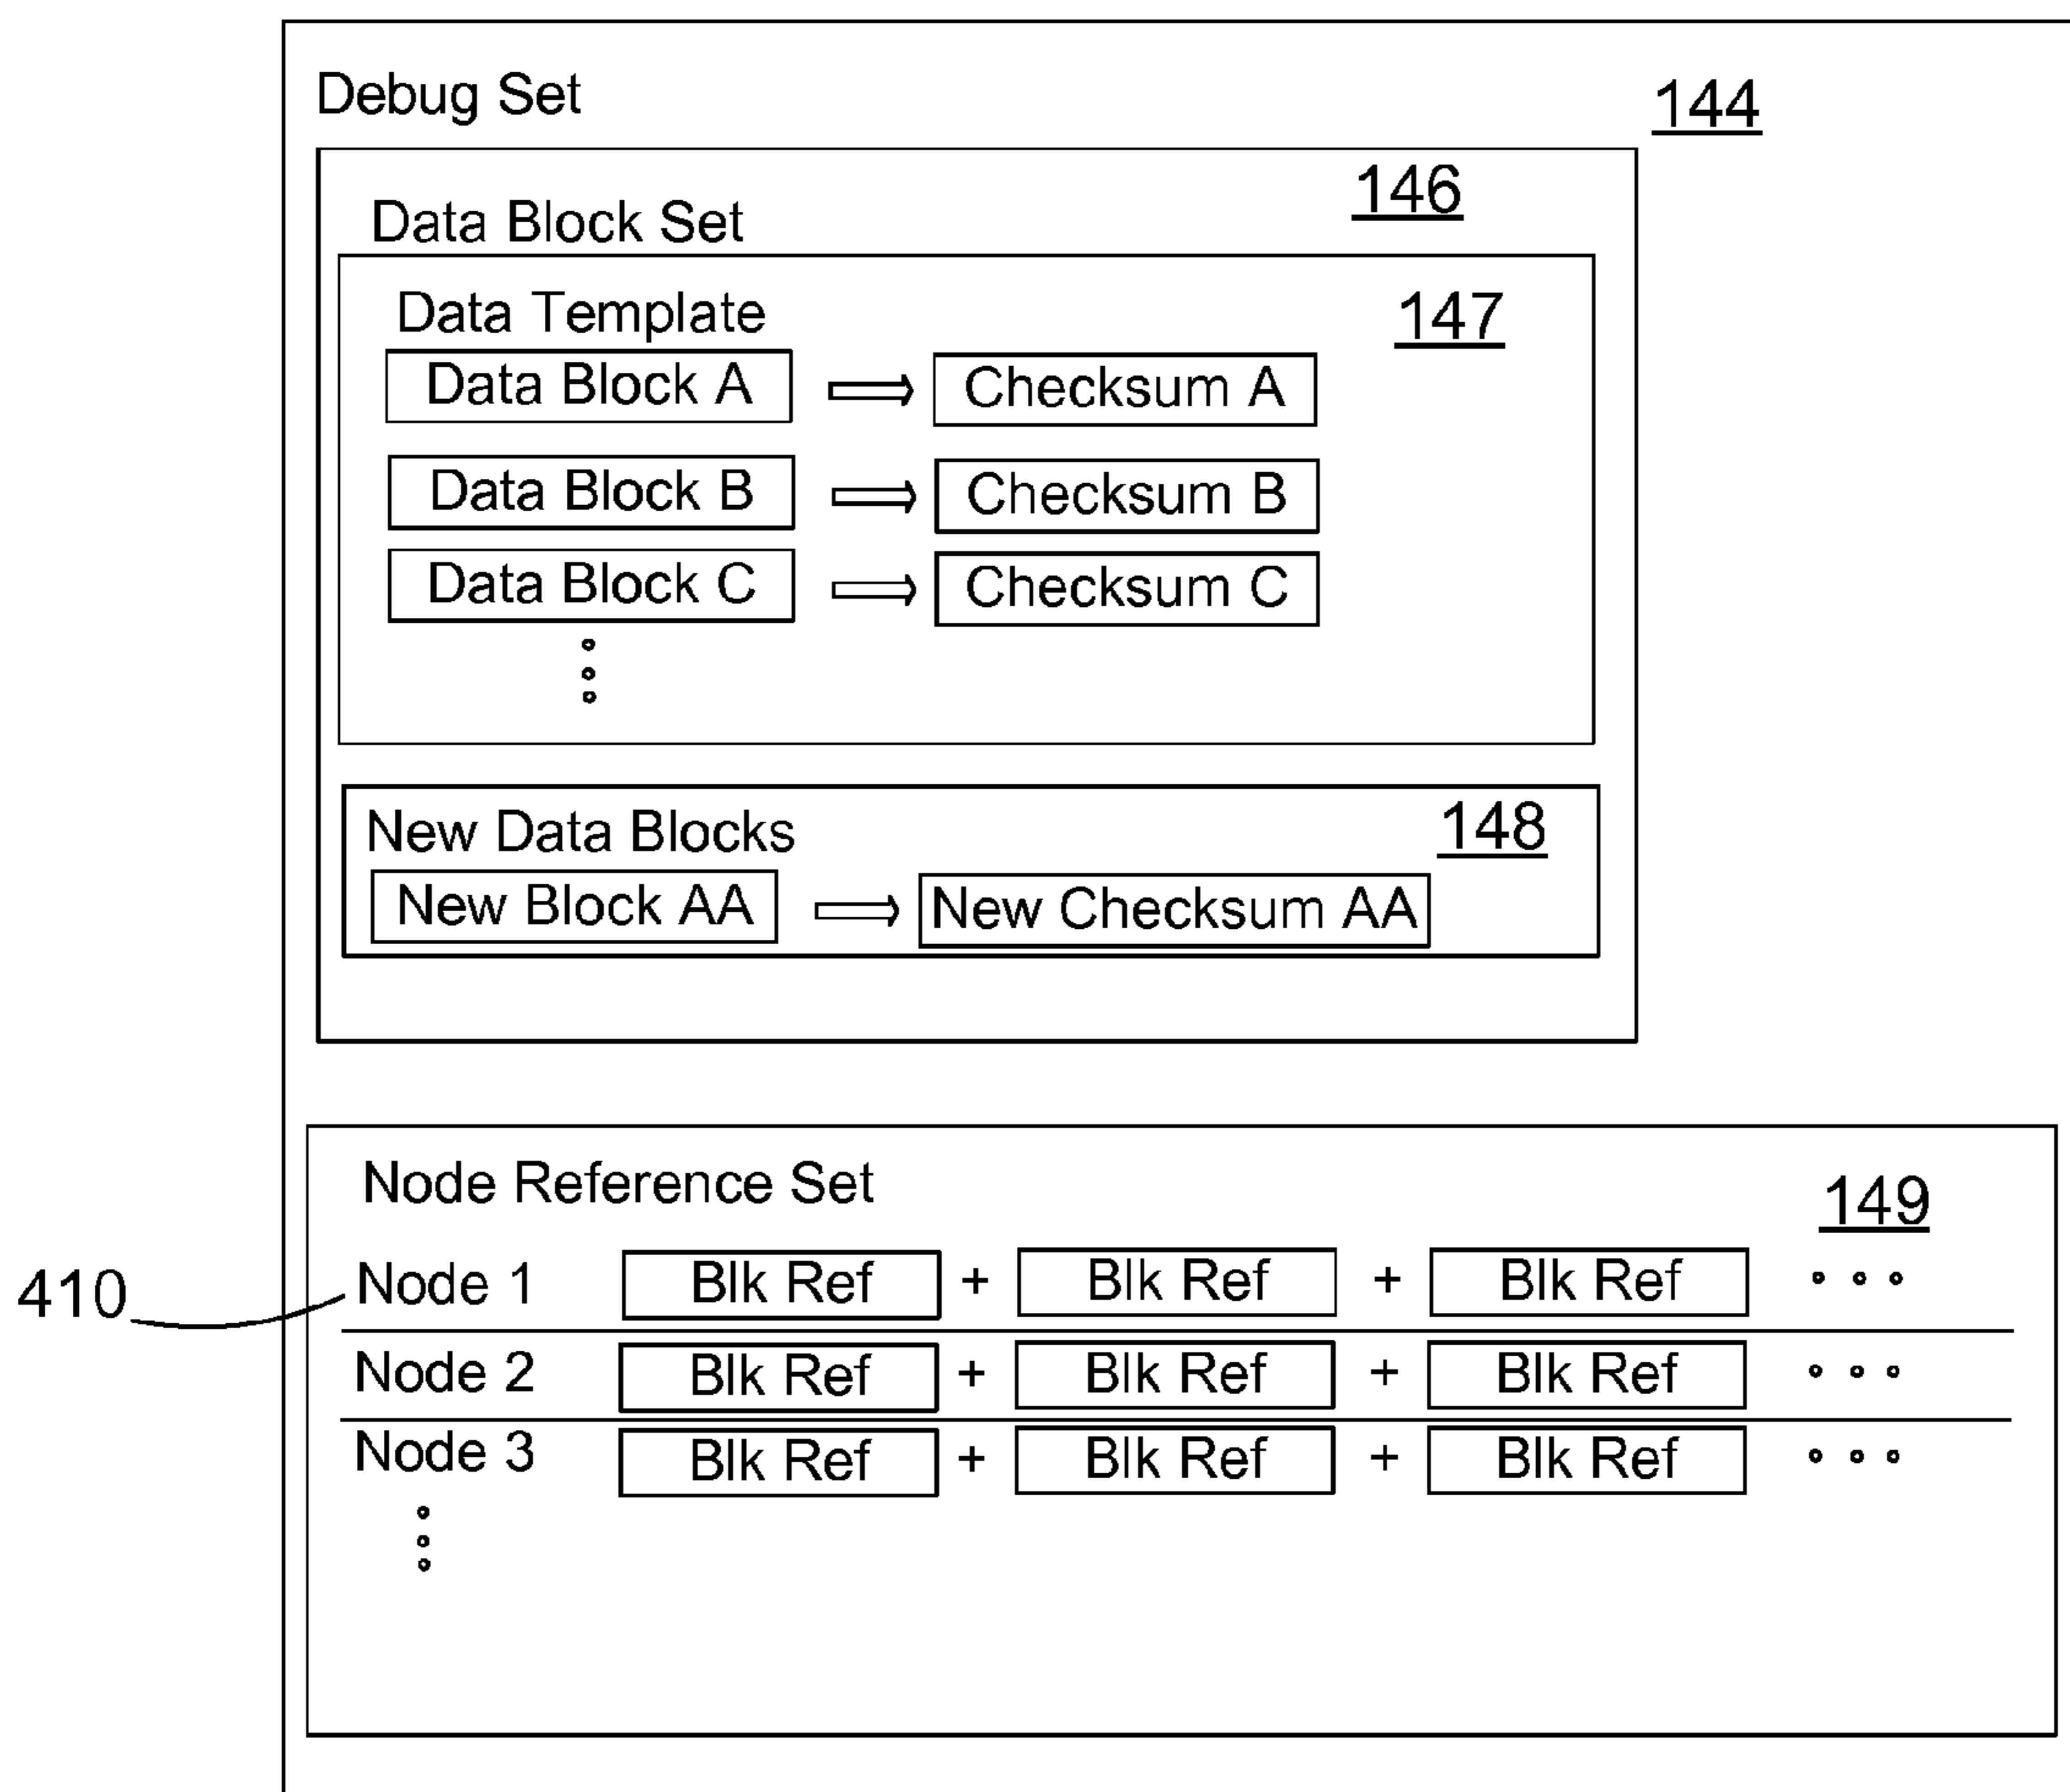 Debug Set
144
146
Data Block Set
Data Template
147
Data Block A
Checksum A
Data Block B
Checksum B
Data Block C
Checksum C
New Data Blocks
148
New Block AA
New Checksum AA
Node Reference Set
149
410
Node 1 Blk Ref + Blk Ref + Blk Ref
Node 2 Blk Ref + Blk Ref + Blk Ref
Node 3 Blk Ref + Blk Ref + Blk Ref